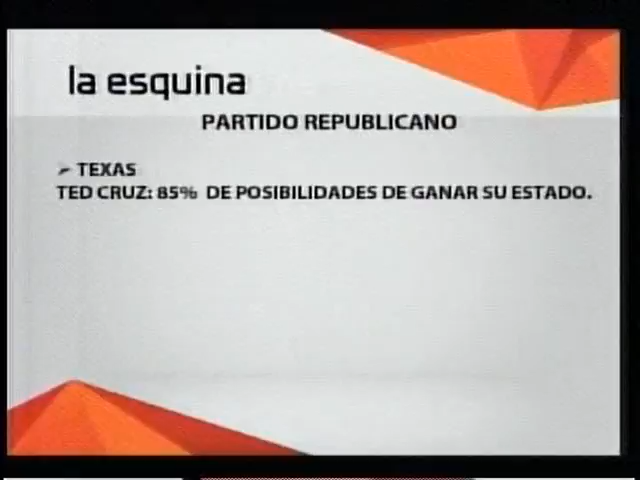 la esquina
PARTIDO REPUBLICANO
➢ TEXAS
TED CRUZ: 85% DE POSIBILIDADES DE GANAR SU ESTADO.